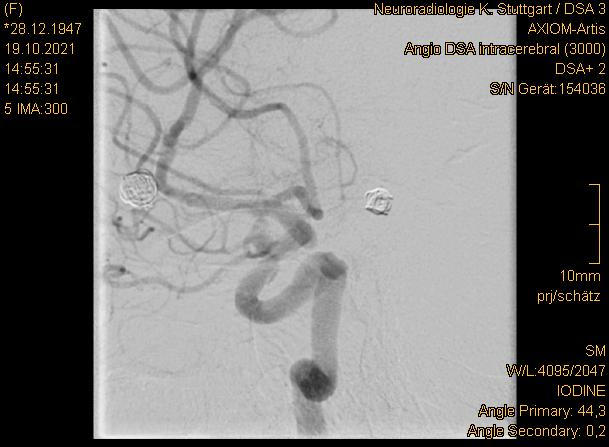 (F)
*28.12.1947
19.10.2021
14:55:31
14:55:31
5 IMA:300
Neuroradiologie K. Stuttgart / DSA 3
AXIOM-Artis
Angio DSA intracerebral (3000)
DSA+ 2
S/N Gerät:154036
10mm
prj/schätz
SM
W/L:4095/2047
IODINE
Angle Primary: 44,3
Angle Secondary: 0,2